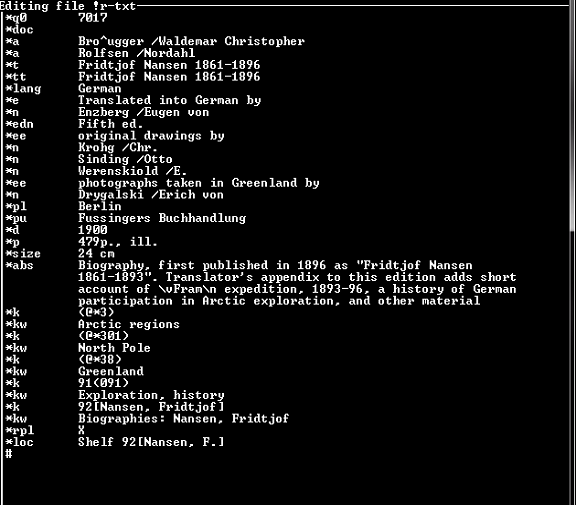 Editing file !r-txt
*q0 7017
*doc
*a Bro^ugger /Waldemar Christopher
*a Rolfsen /Nordahl
*t Fridtjof Nansen 1861-1896
*tt Fridtjof Nansen 1861-1896
*lang German
*e Translated into German by
*n Enzberg /Eugen von
*edn Fifth ed.
*ee original drawings by
*n Krohg /Chr.
*n Sinding /Otto
*n Werenskiold /E.
*ee photographs taken in Greenland by
*n Drygalski /Erich von
*pl Berlin
*pu Fussingers Buchhandlung
*d 1900
*p 479p., ill.
*size 24 cm
*abs Biography, first published in 1896 as "Fridtjof Nansen
1861-1893". Translator's appendix to this edition adds short
account of \vFram\n expedition, 1893-96, a history of German
participation in Arctic exploration, and other material
*k (@*3)
*kw Arctic regions
*k (@*301)
*kw North Pole
*k (@*38)
*kw Greenland
*k 91(091)
*kw Exploration, history
*k 92[Nansen, Fridtjof]
*kw Biographies: Nansen, Fridtjof
*rpl X
*loc Shelf 92[Nansen, F.]
#